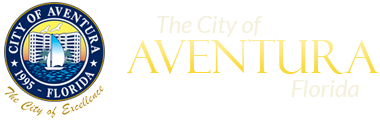 CITY OF AVENTURA
1995 - FLORIDA
The City of Excellence
The City of
AVENTURA
Florida